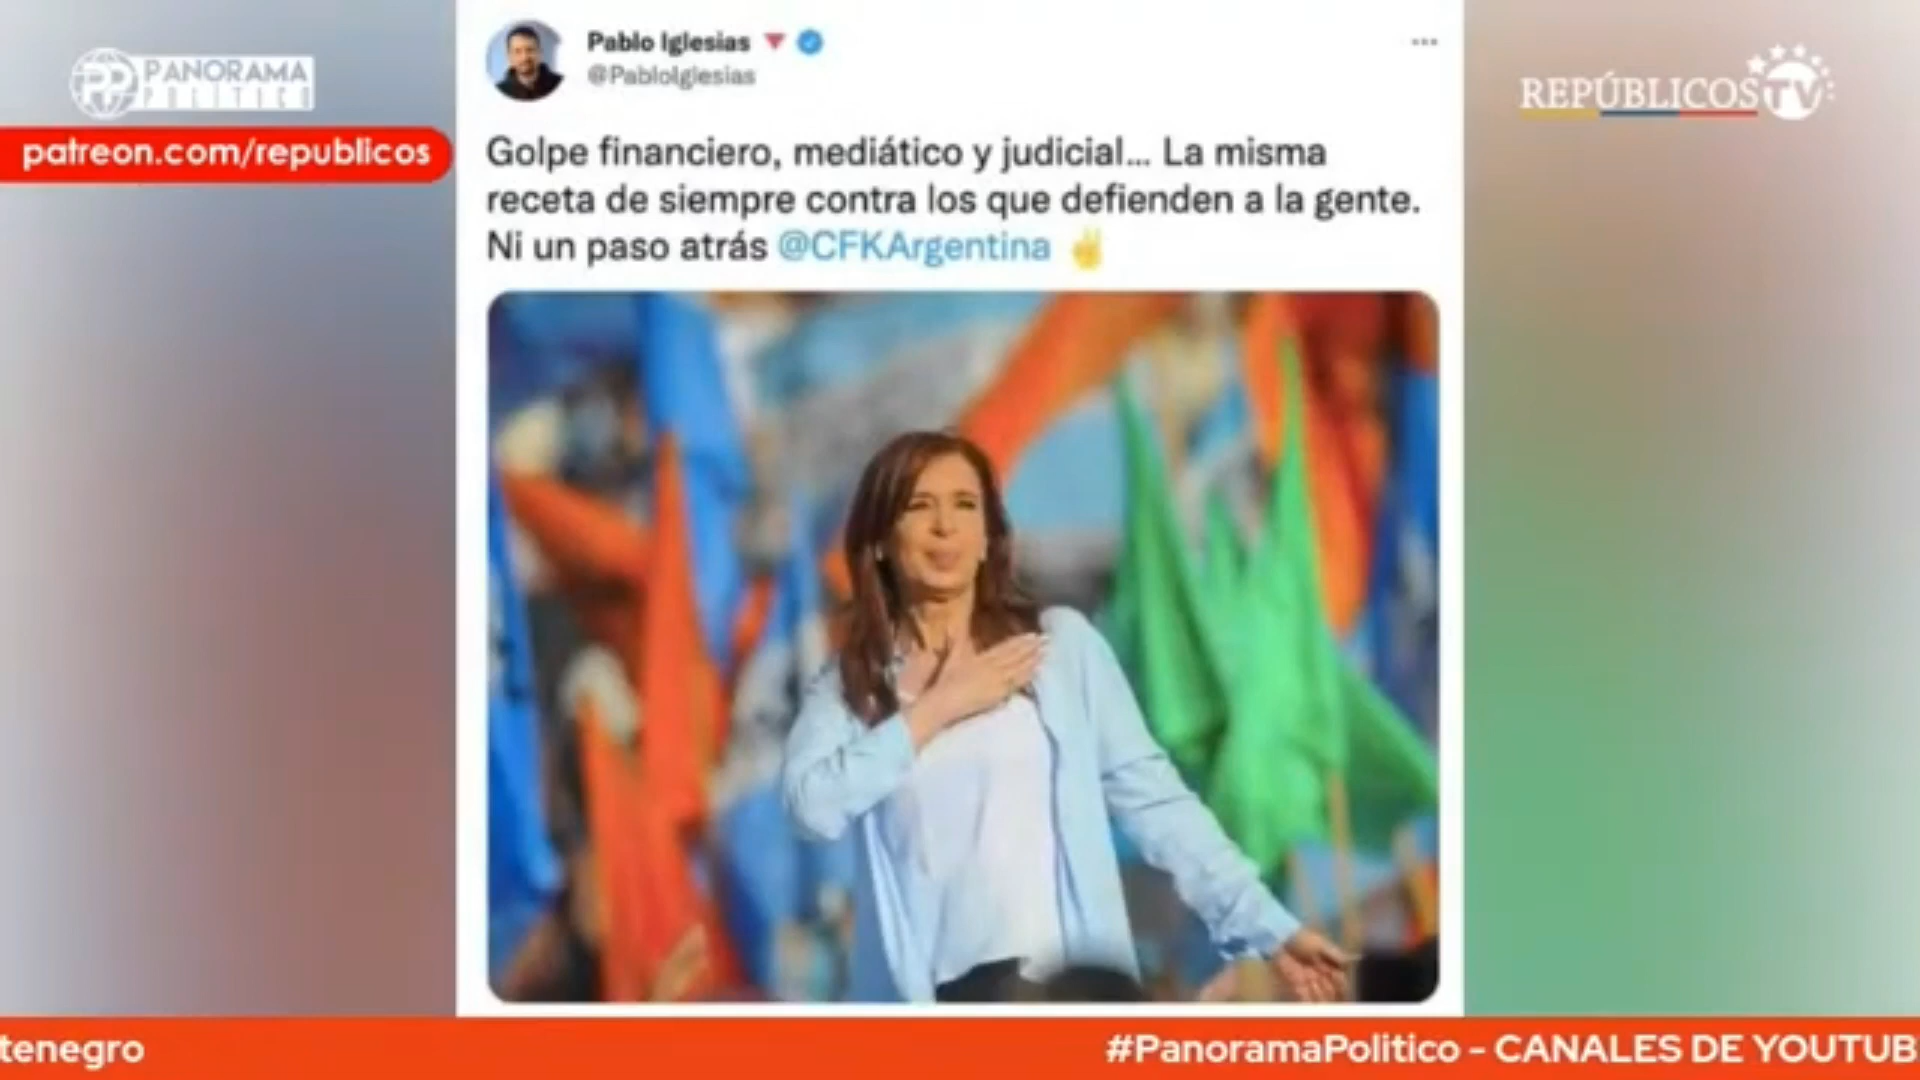 PANORAMA
POLÍTICO
patreon.com/republicos
Pablo Iglesias
@PabloIglesias
REPÚBLICOS TV
Golpe financiero, mediático y judicial... La misma
receta de siempre contra los que defienden a la gente.
Ni un paso atrás @CFKArgentina ✌
tenegro
#PanoramaPolitico - CANALES DE YOUTUB